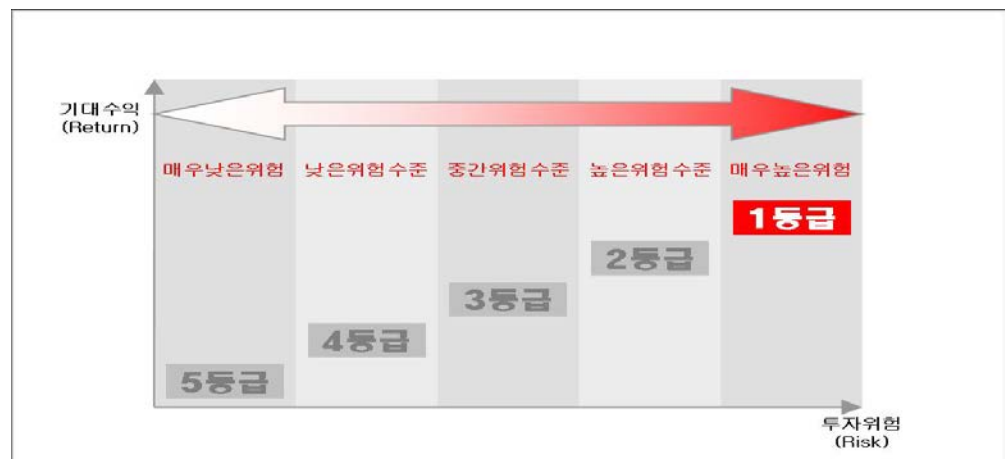 기대수익
(Return)
매우낮은위험 낮은위험수준 중간위험수준 높은위험수준 매우높은위험
1등급
2등급
3등급
4등급
5등급
투자위험
(Risk)